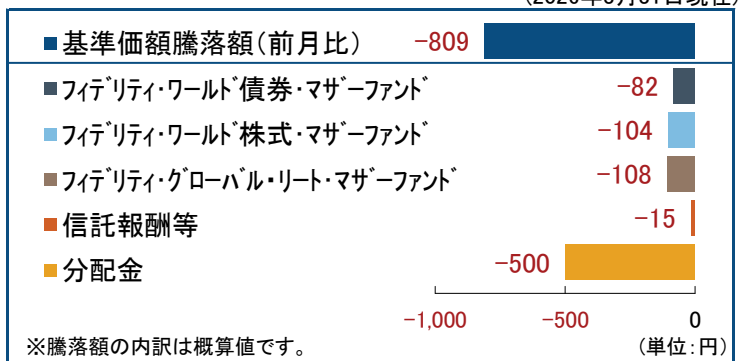 ■基準価額騰落額(前月比) -809
■フィデリティ・ワールド債券・マザーファンド -82
■フィデリティ・ワールド株式・マザーファンド -104
■フィデリティ・グローバル・リート・マザーファンド -108
■信託報酬等 -15
■分配金 -500
-1,000 -500 0
※騰落額の内訳は概算値です。 (単位:円)